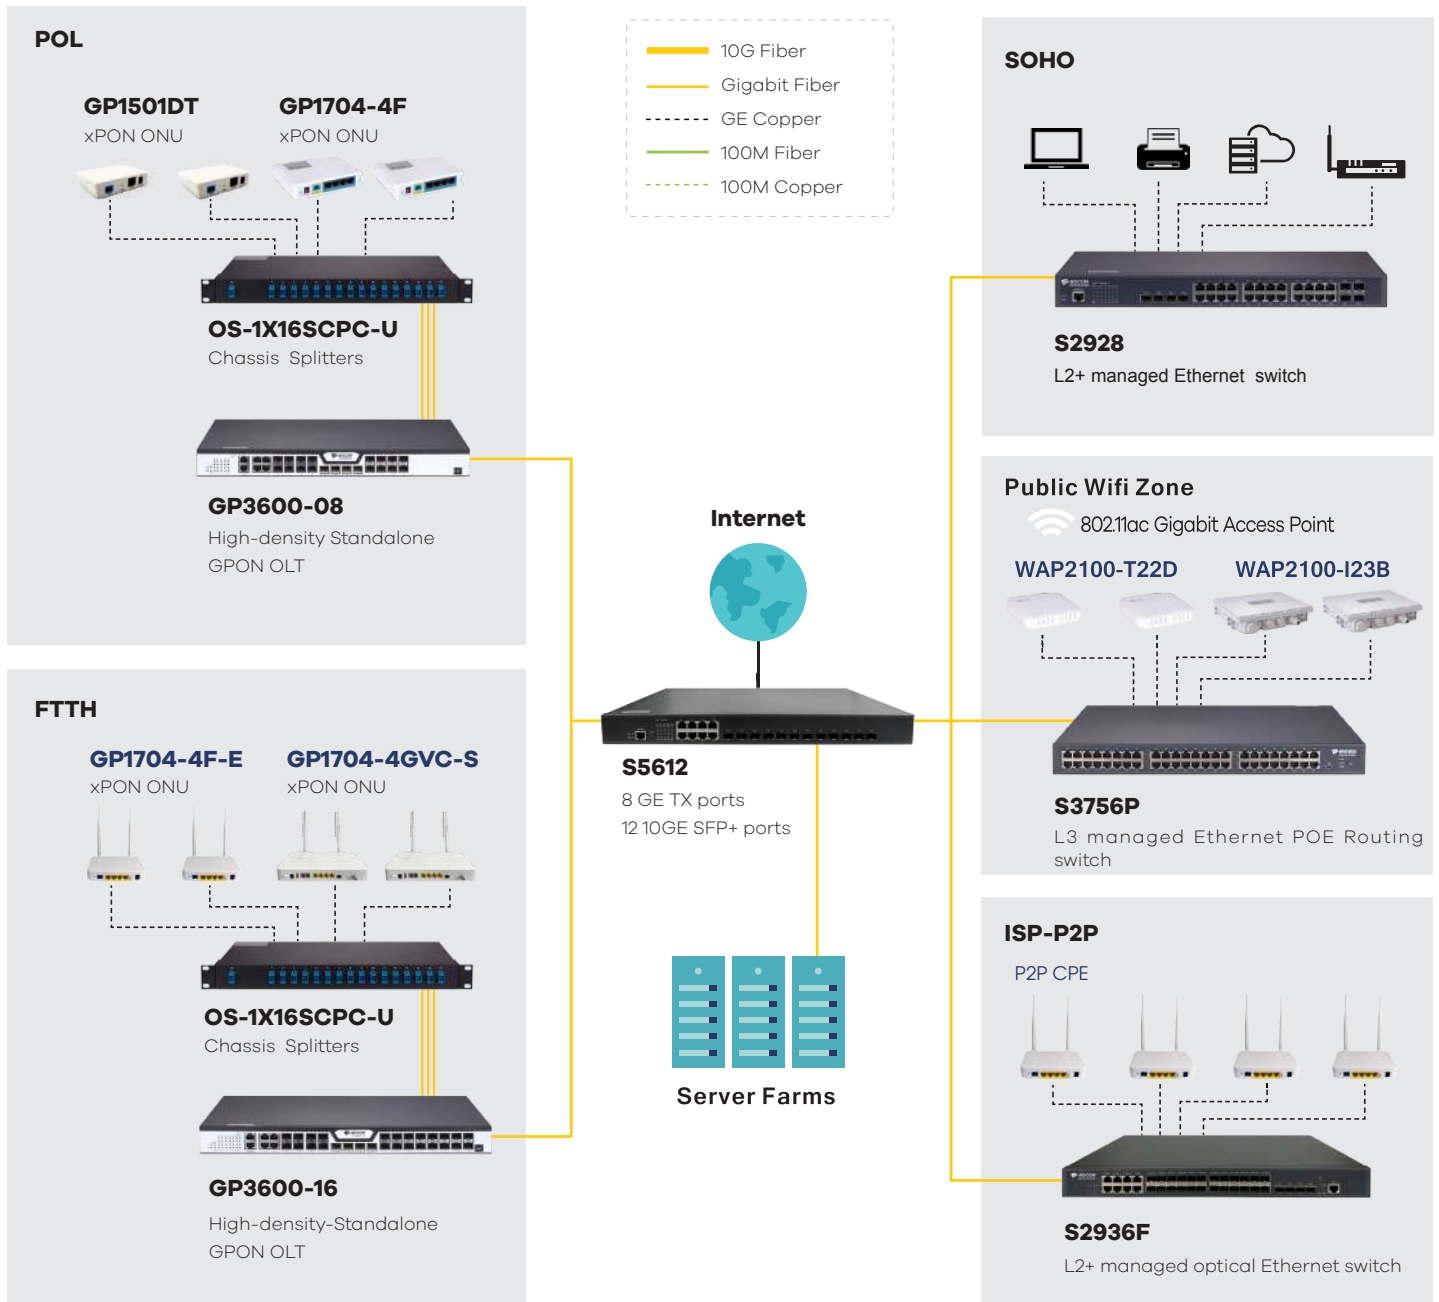 POL
GP1501DT
xPON ONU
GP1704-4F
xPON ONU
OS-1X16SCPC-U
Chassis Splitters
GP3600-08
High-density Standalone
GPON OLT
FTTH
GP1704-4F-E
xPON ONU
GP1704-4GVC-S
xPON ONU
OS-1X16SCPC-U
Chassis Splitters
GP3600-16
High-density-Standalone
GPON OLT
10G Fiber
Gigabit Fiber
GE Copper
100M Fiber
100M Copper
Internet
S5612
8 GE TX ports
12 10GE SFP+ ports
Server Farms
SOHO
S2928
L2+ managed Ethernet switch
Public Wifi Zone
802.11ac Gigabit Access Point
WAP2100-T22D
WAP2100-I23B
S3756P
L3 managed Ethernet POE Routing
switch
ISP-P2P
P2P CPE
S2936F
L2+ managed optical Ethernet switch